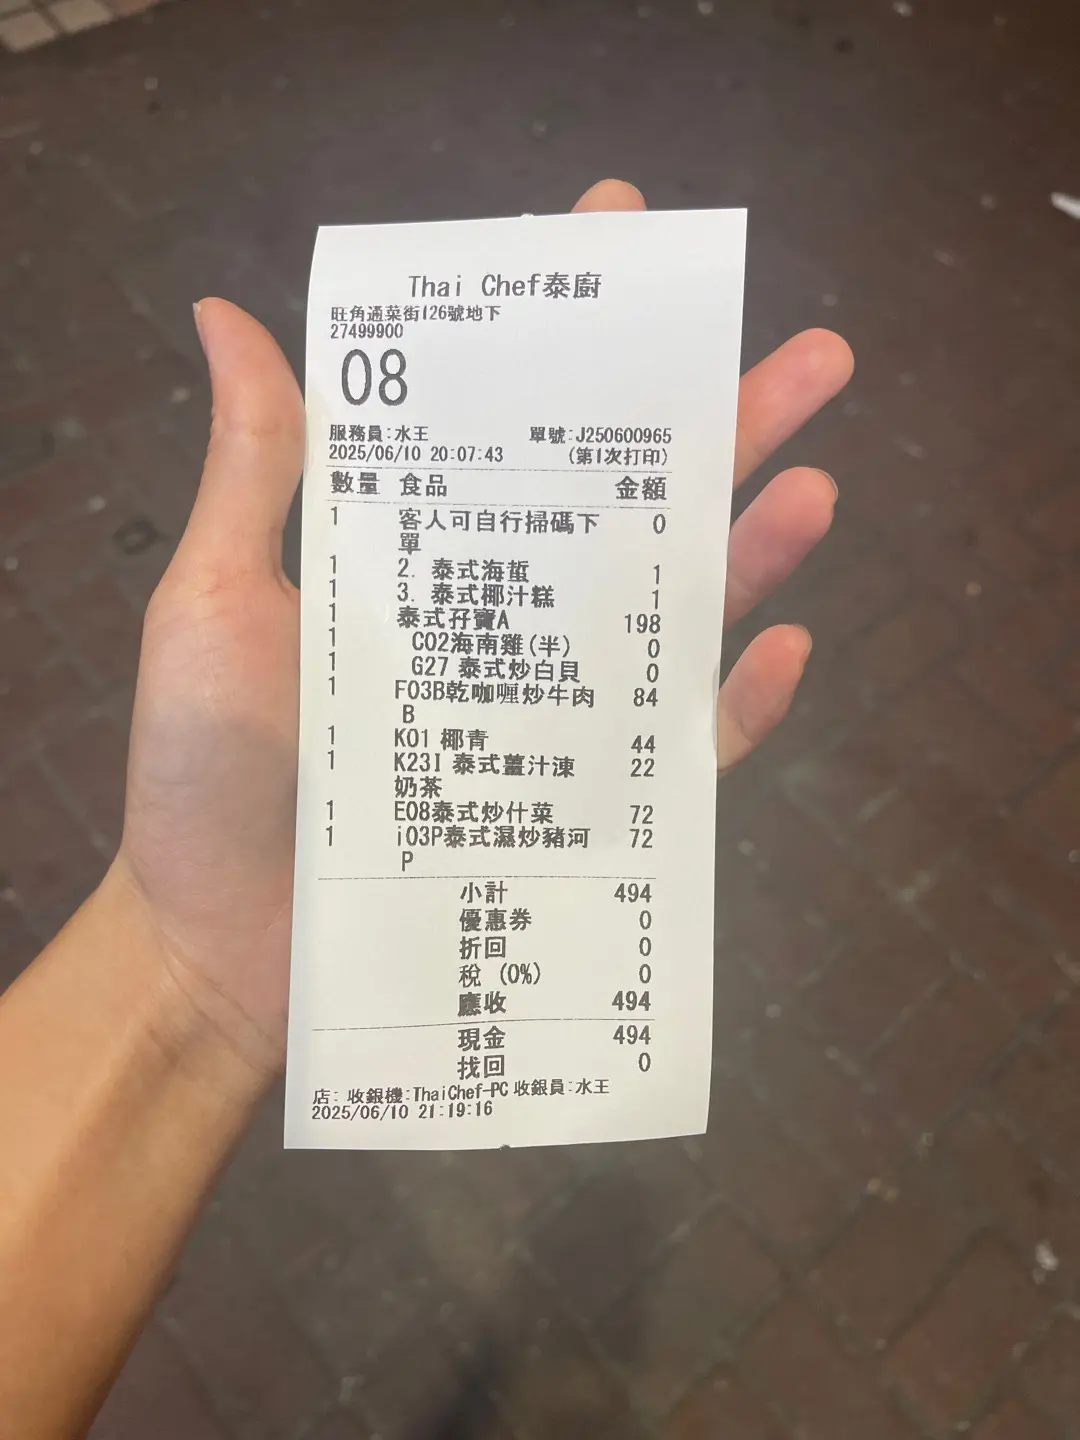 Thai Chef泰廚
旺角通菜街126號地下
27499900
08
服務員:水王 單號:J250600965
2025/06/10 20:07:43 (第1次打印)
數量 食品 金額
1 客人可自行掃碼下 0
單
1 2. 泰式海蜇 1
1 3. 泰式椰汁糕 1
1 泰式孖寶A 198
1 C02海南雞(半) 0
1 G27 泰式炒白貝 0
1 F03B乾咖喱炒牛肉 84
B
1 K01 椰青 44
1 K23I 泰式薑汁凍 22
奶茶
1 E08泰式炒什菜 72
1 i03P泰式濕炒豬河 72
P
小計 494
優惠券 0
折回 0
稅 (0%) 0
應收 494
現金 494
找回 0
店: 收銀機:ThaiChef-PC 收銀員:水王
2025/06/10 21:19:16